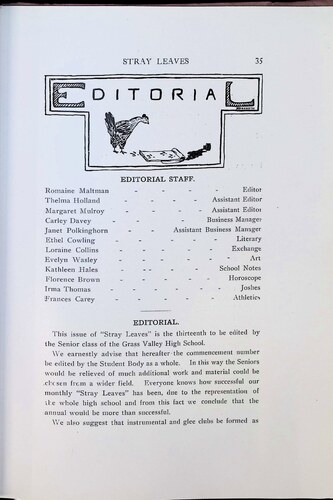 STRAY LEAVES 35
EDITORIAL
EDITORIAL STAFF.
Romaine Maltman - - - - - Editor
Thelma Holland - - - - Assistant Editor
Margaret Mulroy - - - - Assistant Editor
Carley Davey - - - - Business Manager
Janet Polkinghorn - - Assistant Business Manager
Ethel Cowling - - - - - Literary
Loraine Collins - - - - - Exchange
Evelyn Wasley - - - - - Art
Kathleen Hales - - - - School Notes
Florence Brown - - - - - Horoscope
Irma Thomas - - - - - Joshes
Frances Carey - - - - - Athletics
EDITORIAL.
This issue of "Stray Leaves" is the thirteenth to be edited by
the Senior class of the Grass Valley High School.
We earnestly advise that hereafter the commencement number
be edited by the Student Body as a whole. In this way the Seniors
would be relieved of much additional work and material could be
chosen from a wider field. Everyone knows how successful our
monthly "Stray Leaves" has been, due to the representation of
the whole high school and from this fact we conclude that the
annual would be more than successful.
We also suggest that instrumental and glee clubs be formed as